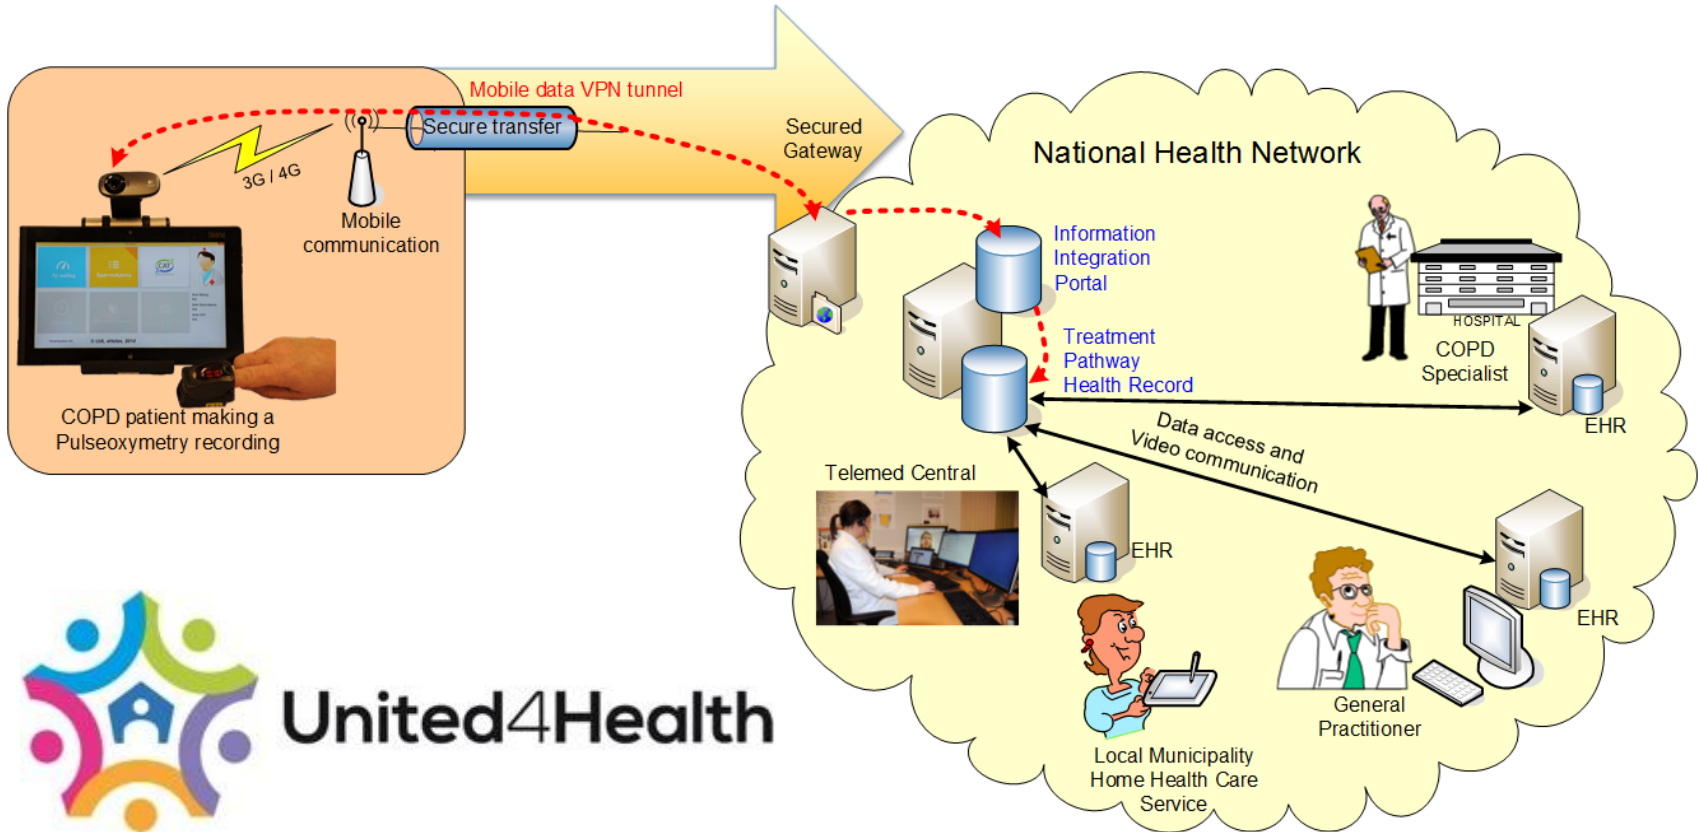 Mobile data VPN tunnel
Secure transfer
Secured
Gateway
3G / 4G
Mobile
communication
CAT
COPD patient making a
Pulseoxymetry recording
National Health Network
Information
Integration
Portal
Treatment
Pathway
Health Record
HOSPITAL
COPD
Specialist
EHR
Data access and
Video communication
Telemed Central
EHR
EHR
General
Practitioner
Local Municipality
Home Health Care
Service
United4Health